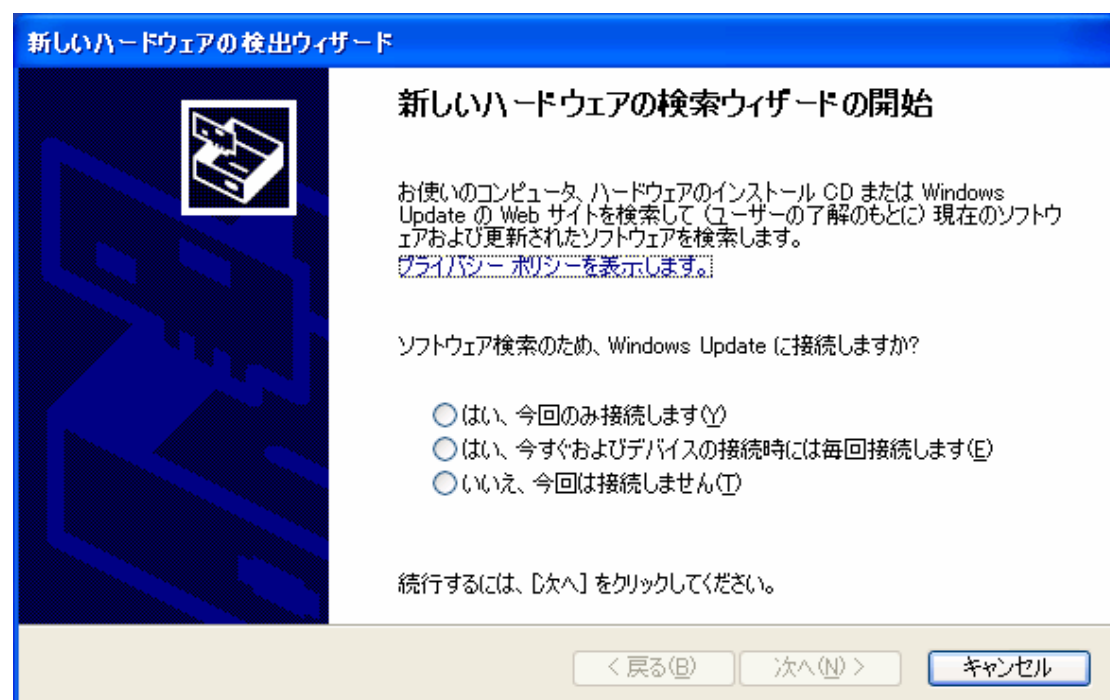 新しいハードウェアの検出ウィザード
新しいハードウェアの検索ウィザードの開始
お使いのコンピュータ、ハードウェアのインストール CD または Windows
Update の Web サイトを検索して (ユーザーの了解のもとに) 現在のソフトウ
ェアおよび更新されたソフトウェアを検索します。
プライバシー ポリシーを表示します。
ソフトウェア検索のため、Windows Update に接続しますか?
はい、今回のみ接続します(Y)
はい、今すぐおよびデバイスの接続時には毎回接続します(E)
いいえ、今回は接続しません(T)
続行するには、[次へ] をクリックしてください。
< 戻る(B)
次へ(N) >
キャンセル